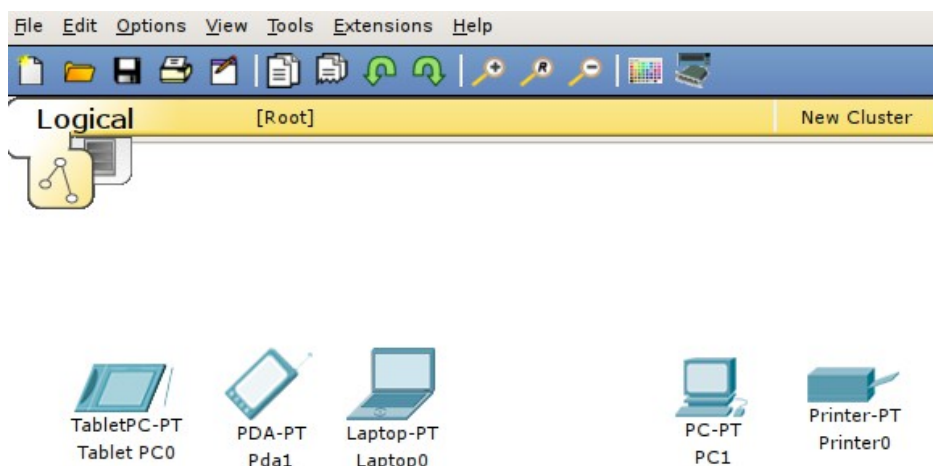 File Edit Options View Tools Extensions Help
R
Logical [Root] New Cluster
TabletPC-PT
Tablet PC0
PDA-PT
Pda1
Laptop-PT
Laptop0
PC-PT
PC1
Printer-PT
Printer0